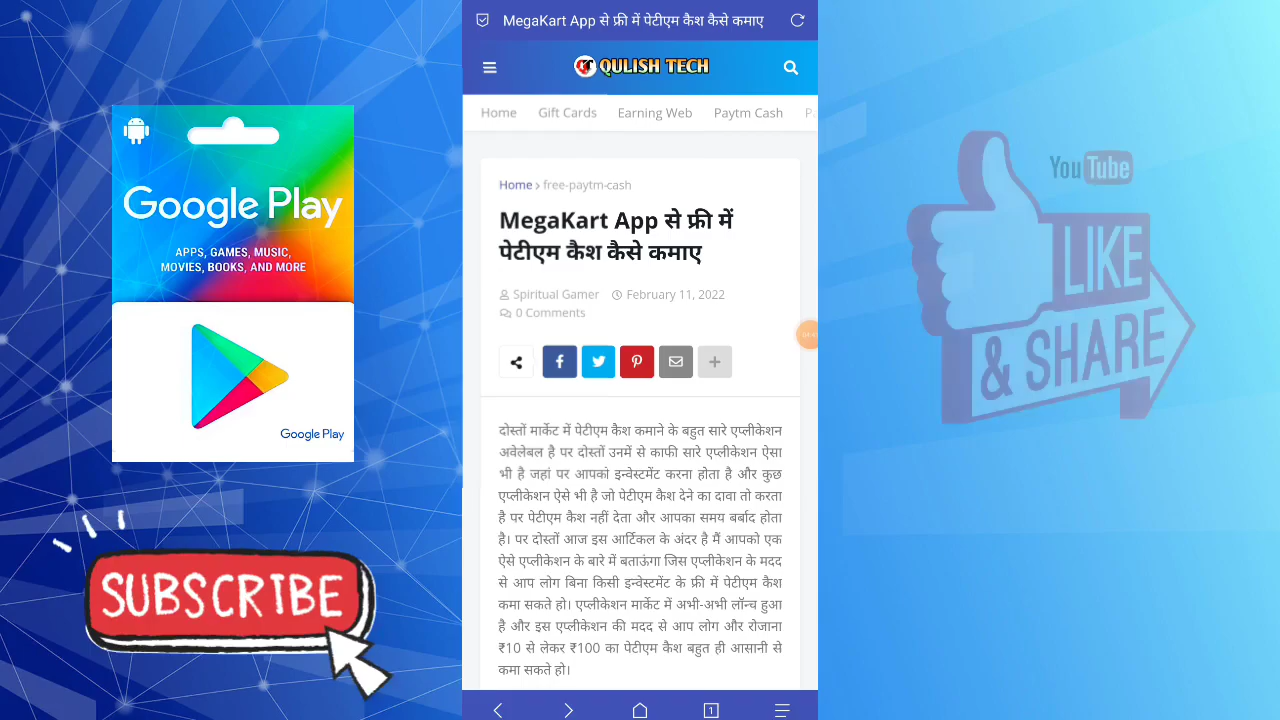 MegaKart App से फ्री में पेटीएम कैश कैसे कमाए
QULISH TECH
Home Gift Cards Earning Web Paytm Cash
Home > free-paytm-cash
MegaKart App से फ्री में
पेटीएम कैश कैसे कमाए
Spiritual Gamer February 11, 2022
0 Comments
दोस्तों मार्केट में पेटीएम कैश कमाने के बहुत सारे एप्लीकेशन
अवेलेबल है पर दोस्तों उनमें से काफी सारे एप्लीकेशन ऐसा
भी है जहां पर आपको इन्वेस्टमेंट करना होता है और कुछ
एप्लीकेशन ऐसे भी है जो पेटीएम कैश देने का दावा तो करता
है पर पेटीएम कैश नहीं देता और आपका समय बर्बाद होता
है। पर दोस्तों आज इस आर्टिकल के अंदर है मैं आपको एक
ऐसे एप्लीकेशन के बारे में बताऊंगा जिस एप्लीकेशन के मदद
से आप लोग बिना किसी इन्वेस्टमेंट के फ्री में पेटीएम कैश
कमा सकते हो। एप्लीकेशन मार्केट में अभी-अभी लॉन्च हुआ
है और इस एप्लीकेशन की मदद से आप लोग और रोजाना
₹10 से लेकर ₹100 का पेटीएम कैश बहुत ही आसानी से
कमा सकते हो।
1
Google Play
APPS, GAMES, MUSIC,
MOVIES, BOOKS, AND MORE
Google Play
SUBSCRIBE
YouTube
LIKE
& SHARE